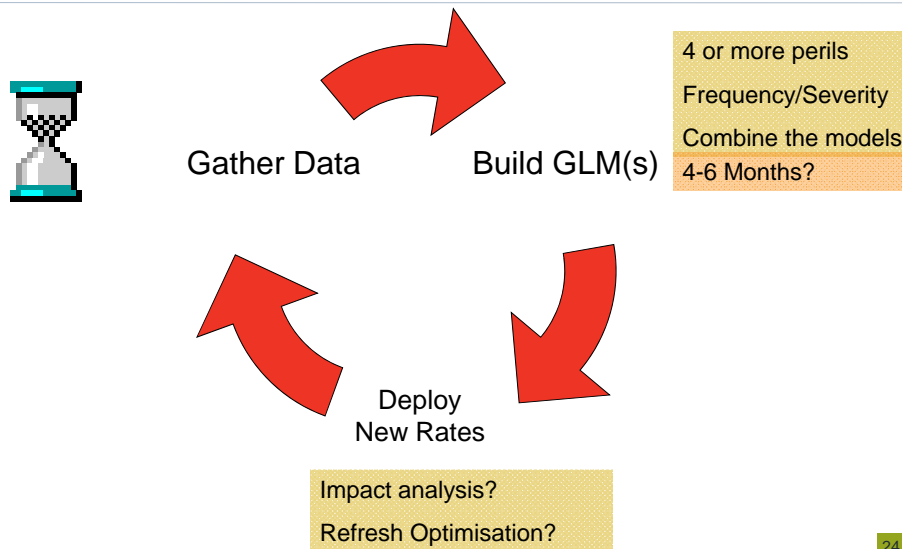 4 or more perils
Frequency/Severity
Combine the models
4-6 Months?
Gather Data
Build GLM(s)
Deploy
New Rates
Impact analysis?
Refresh Optimisation?
24